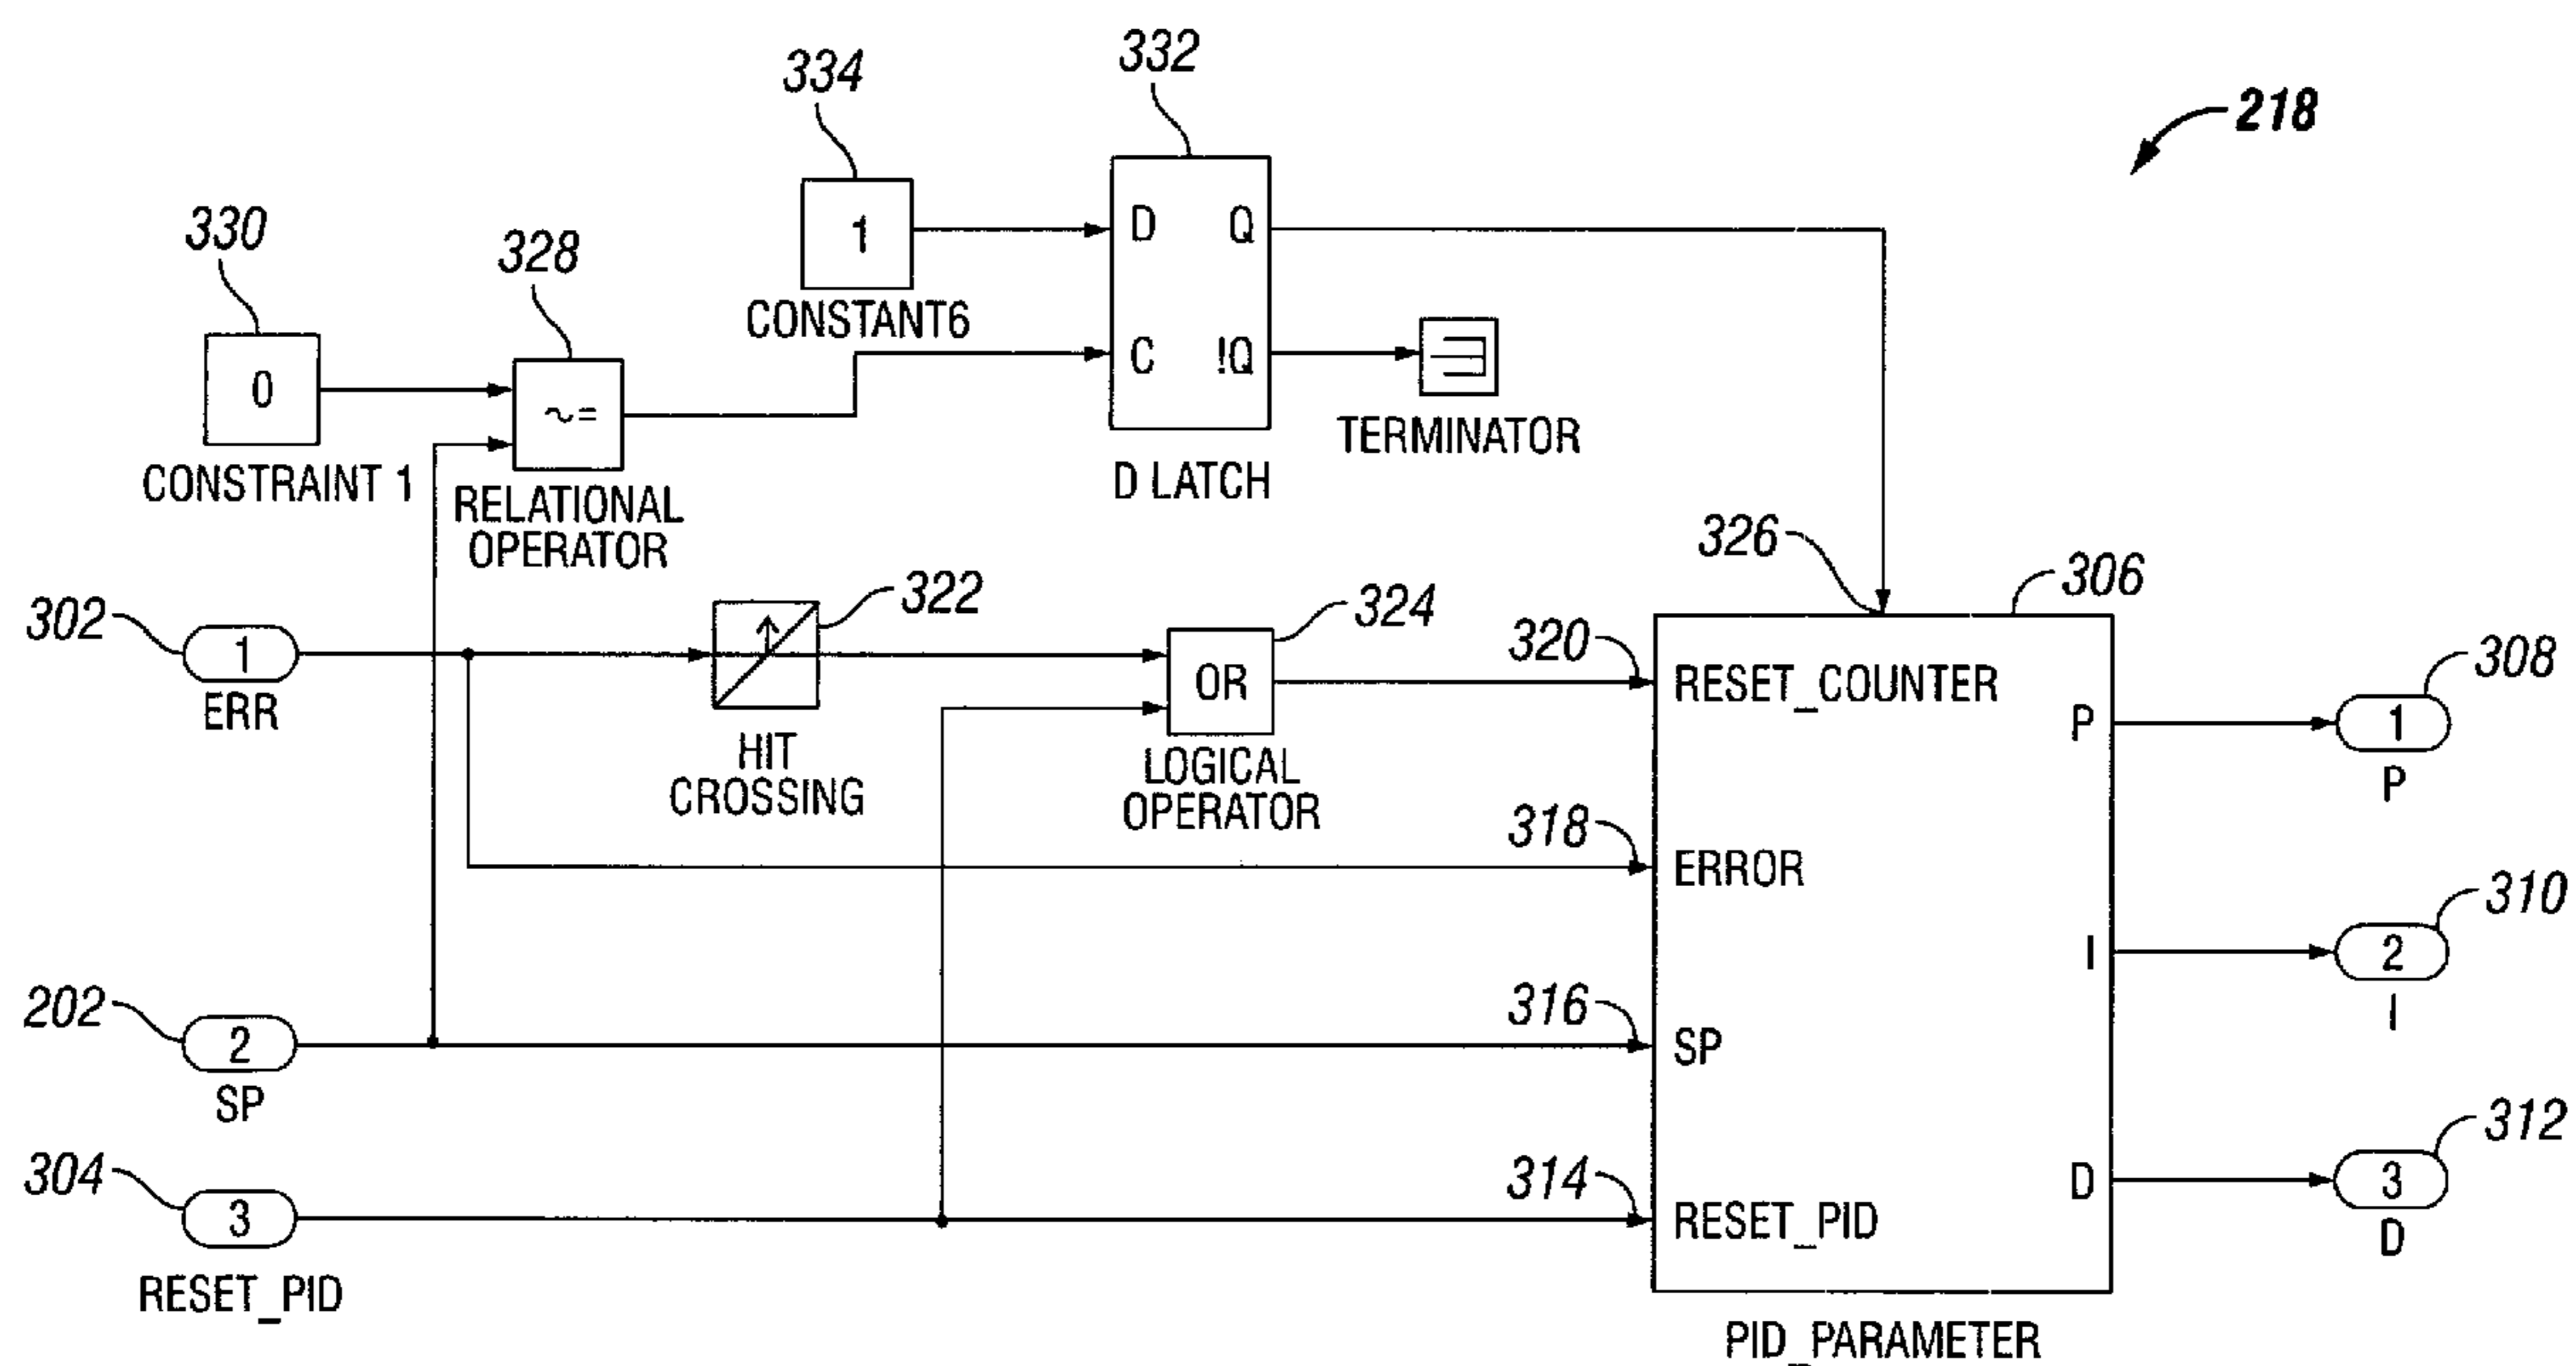 332
334
218
330
328
1
D
Q
0
~=
CONSTANT6
C
!Q
CONSTRAINT 1
RELATIONAL
OPERATOR
D LATCH
TERMINATOR
326
306
302
1
ERR
322
HIT
CROSSING
324
OR
LOGICAL
OPERATOR
320
RESET_COUNTER
P
308
1
P
318
ERROR
310
I
2
I
202
2
SP
316
SP
312
304
3
RESET_PID
314
RESET_PID
D
3
D
PID_PARAMETER